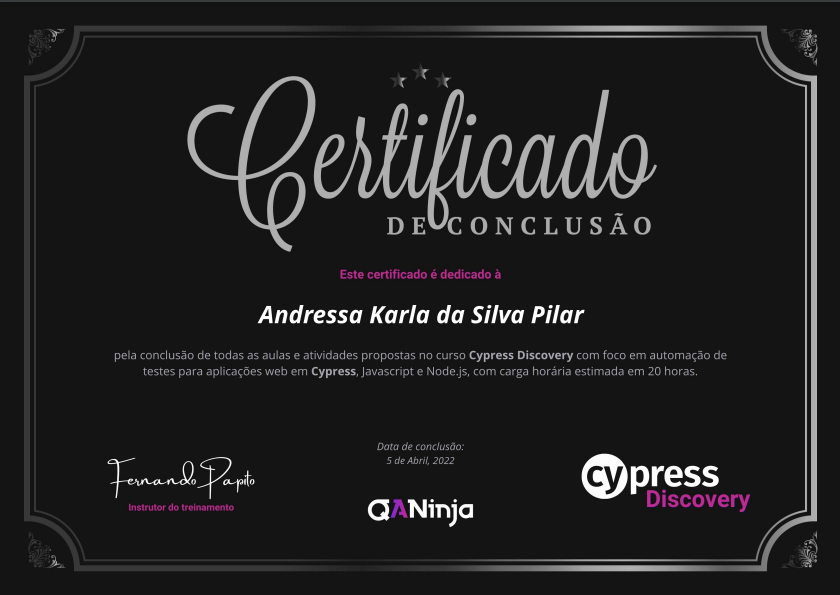 Certificado
DE CONCLUSÃO
Este certificado é dedicado à
Andressa Karla da Silva Pilar
pela conclusão de todas as aulas e atividades propostas no curso Cypress Discovery com foco em automação de
testes para aplicações web em Cypress, Javascript e Node.js, com carga horária estimada em 20 horas.
Fernando Papito
Instrutor do treinamento
Data de conclusão:
5 de Abril, 2022
QANinja
cypress
Discovery